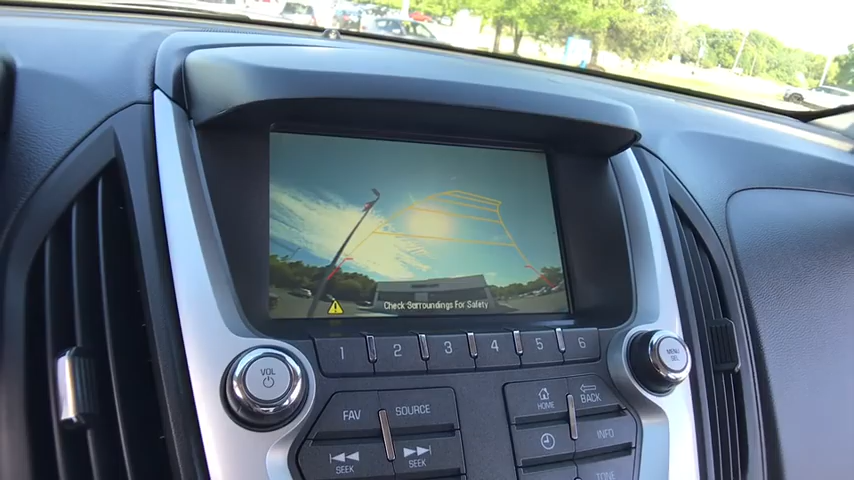 Check Surroundings For Safety
1 2 3 4 5 6
VOL
MENU
SEL
FAV
SOURCE
HOME
BACK
SEEK
SEEK
INFO
TONE